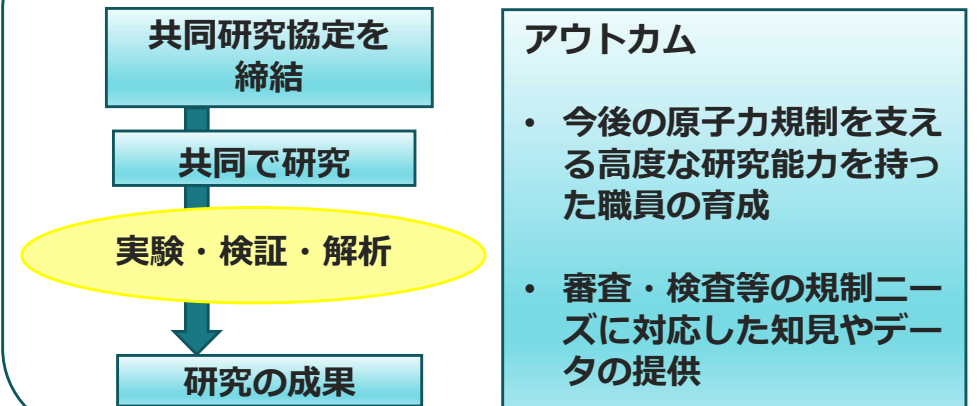 共同研究協定を
締結
共同で研究
実験・検証・解析
研究の成果
アウトカム
• 今後の原子力規制を支え
る高度な研究能力を持っ
た職員の育成
• 審査・検査等の規制ニー
ズに対応した知見やデー
タの提供